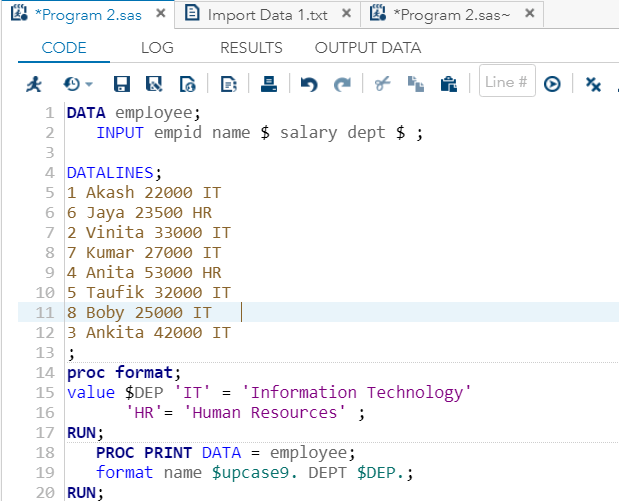 *Program 2.sas × Import Data 1.txt × *Program 2.sas~ ×
CODE LOG RESULTS OUTPUT DATA
Line #
1 DATA employee;
2 INPUT empid name $ salary dept $ ;
3
4 DATALINES;
5 1 Akash 22000 IT
6 6 Jaya 23500 HR
7 2 Vinita 33000 IT
8 7 Kumar 27000 IT
9 4 Anita 53000 HR
10 5 Taufik 32000 IT
11 8 Boby 25000 IT
12 3 Ankita 42000 IT
13 ;
14 proc format;
15 value $DEP 'IT' = 'Information Technology'
16 'HR'= 'Human Resources' ;
17 RUN;
18 PROC PRINT DATA = employee;
19 format name $upcase9. DEPT $DEP.;
20 RUN;